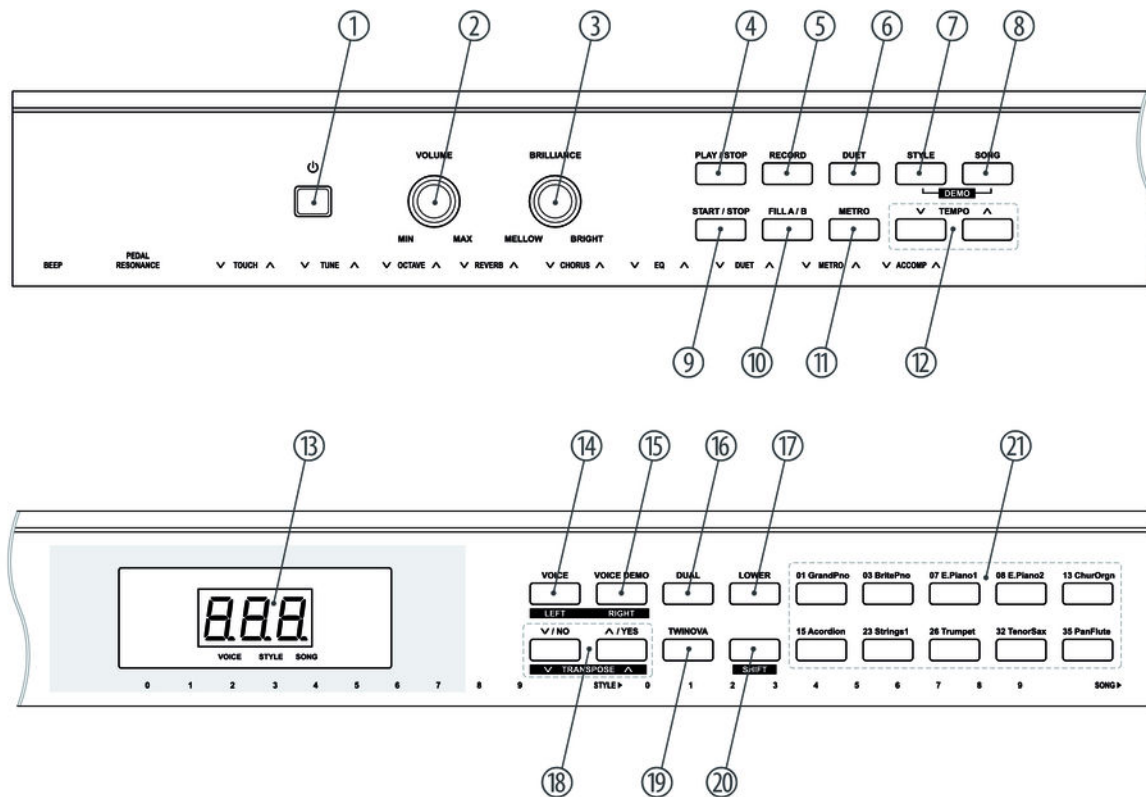 ① ② ③ ④ ⑤ ⑥ ⑦ ⑧
VOLUME BRILLIANCE PLAY / STOP RECORD DUET STYLE SONG
DEMO
START / STOP FILL A / B METRO ∨ TEMPO ∧
MIN MAX MELLOW BRIGHT
BEEP PEDAL RESONANCE ∨ TOUCH ∧ ∨ TUNE ∧ ∨ OCTAVE ∧ ∨ REVERB ∧ ∨ CHORUS ∧ ∨ EQ ∧ ∨ DUET ∧ ∨ METRO ∧ ∨ ACCOMP ∧
⑨ ⑩ ⑪ ⑫
⑬ ⑭ ⑮ ⑯ ⑰ ㉑
VOICE VOICE DEMO DUAL LOWER 01 GrandPno 03 BritePno 07 E.Piano1 08 E.Piano2 13 ChurOrgn
LEFT RIGHT
888
∨ / NO ∧ / YES TWINOVA 15 Acordion 23 Strings1 26 Trumpet 32 TenorSax 35 PanFlute
VOICE STYLE SONG
∨ TRANSPOSE ∧ SHIFT
0 1 2 3 4 5 6 7 8 9 STYLE ▶ 0 1 2 3 4 5 6 7 8 9 SONG ▶
⑱ ⑲ ⑳